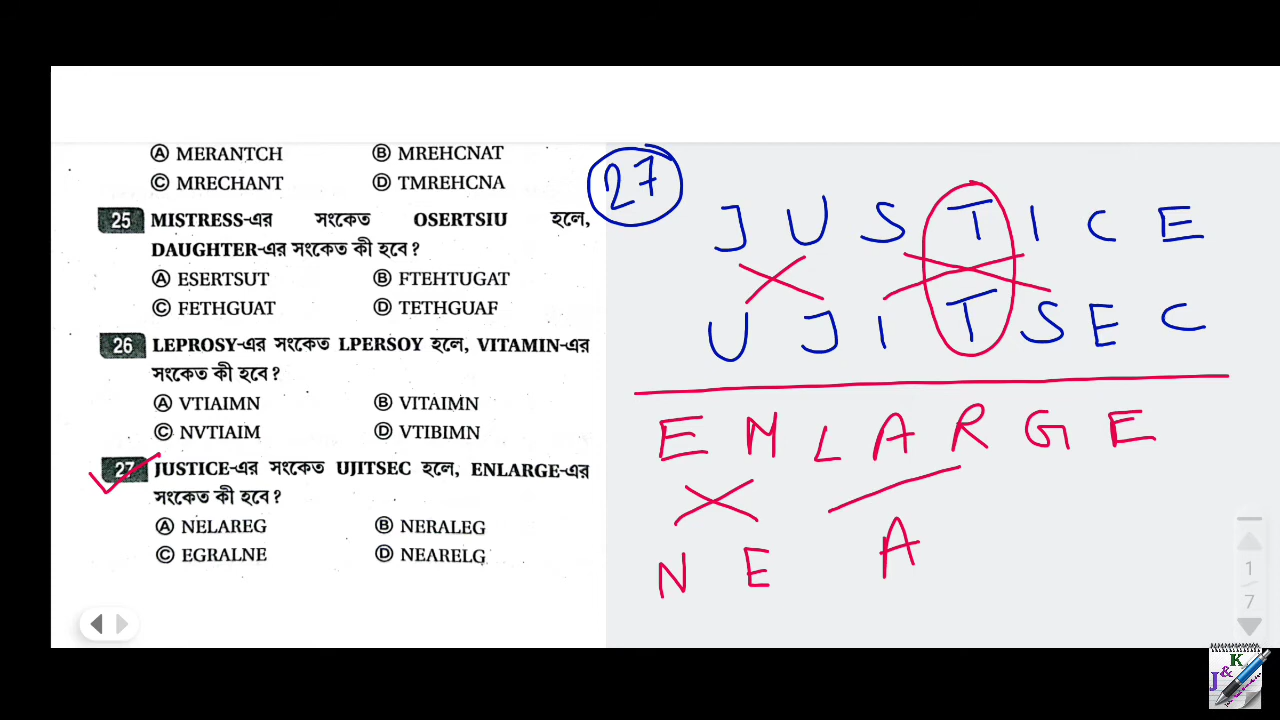 Ⓐ MERANTCH Ⓑ MREHCNAT
Ⓒ MRECHANT Ⓓ TMREHCNA
25 MISTRESS-এর সংকেত OSERTSIU হলে,
DAUGHTER-এর সংকেত কী হবে?
Ⓐ ESERTSUT Ⓑ FTEHTUGAT
Ⓒ FETHGUAT Ⓓ TETHGUAF
26 LEPROSY-এর সংকেত LPERSOY হলে, VITAMIN-এর
সংকেত কী হবে?
Ⓐ VTIAIMN Ⓑ VITAIMN
Ⓒ NVTIAIM Ⓓ VTIBIMN
27 JUSTICE-এর সংকেত UJITSEC হলে, ENLARGE-এর
সংকেত কী হবে?
Ⓐ NELAREG Ⓑ NERALEG
Ⓒ EGRALNE Ⓓ NEARELG
27
J U S T I C E
U J I T S E C
E N L A R G E
N E A
1
7
J & K